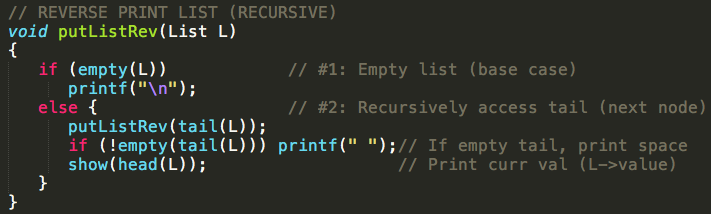 // REVERSE PRINT LIST (RECURSIVE)
void putListRev(List L)
{
    if (empty(L))              // #1: Empty list (base case)
        printf("\n");
    else {                     // #2: Recursively access tail (next node)
        putListRev(tail(L));
        if (!empty(tail(L))) printf(" ");// If empty tail, print space
        show(head(L));                   // Print curr val (L->value)
    }
}